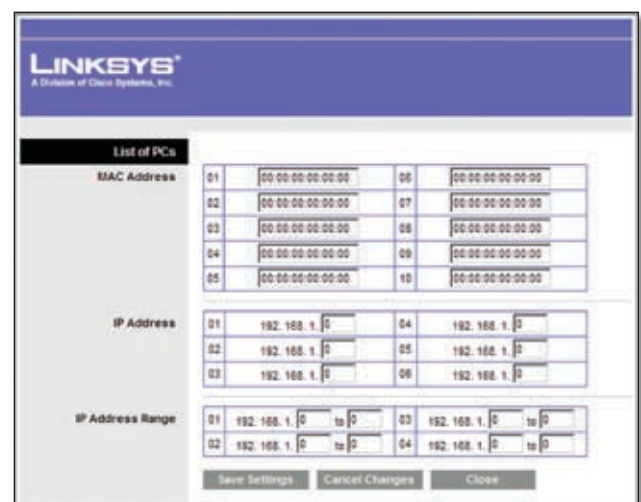 LINKSYS®
A Division of Cisco Systems, Inc.
List of PCs
MAC Address
01 00:00:00:00:00:00 06 00:00:00:00:00:00
02 00:00:00:00:00:00 07 00:00:00:00:00:00
03 00:00:00:00:00:00 08 00:00:00:00:00:00
04 00:00:00:00:00:00 09 00:00:00:00:00:00
05 00:00:00:00:00:00 10 00:00:00:00:00:00
IP Address
01 192.168.1. 0 04 192.168.1. 0
02 192.168.1. 0 05 192.168.1. 0
03 192.168.1. 0 06 192.168.1. 0
IP Address Range
01 192.168.1. 0 to 0 03 192.168.1. 0 to 0
02 192.168.1. 0 to 0 04 192.168.1. 0 to 0
Save Settings Cancel Changes Close